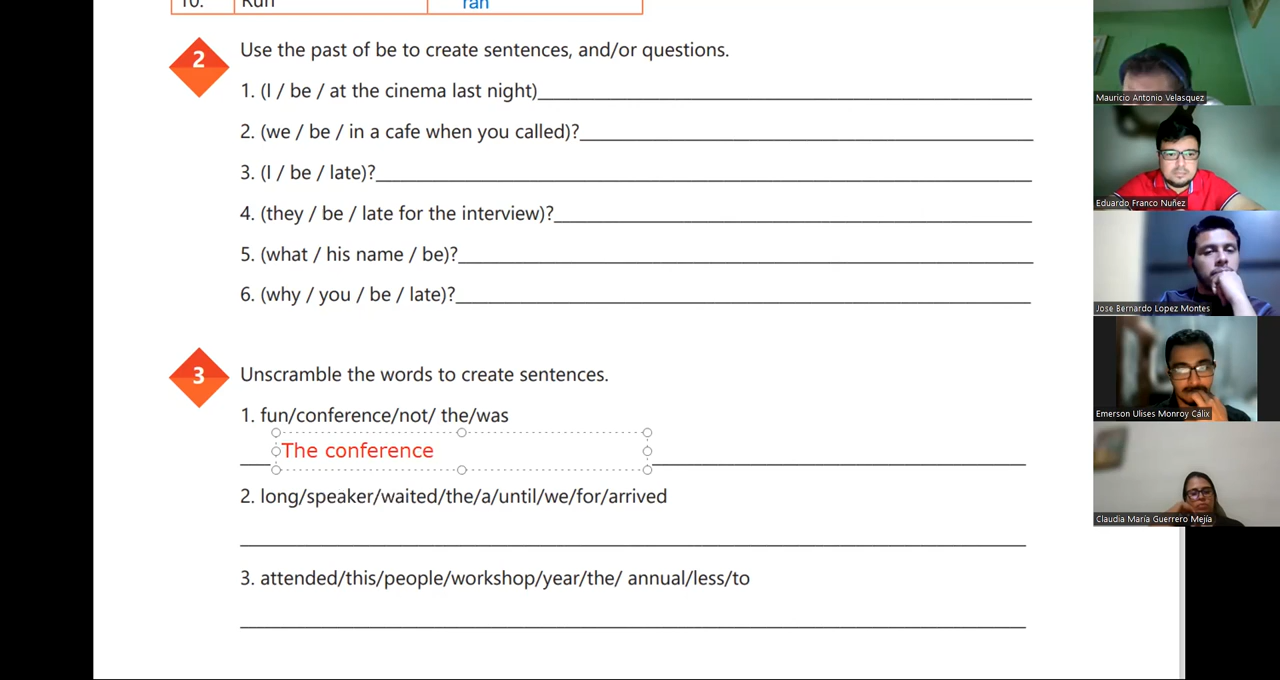 10. Run ran
2 Use the past of be to create sentences, and/or questions.
1. (I / be / at the cinema last night)
2. (we / be / in a cafe when you called)?
3. (I / be / late)?
4. (they / be / late for the interview)?
5. (what / his name / be)?
6. (why / you / be / late)?
3 Unscramble the words to create sentences.
1. fun/conference/not/ the/was
The conference
2. long/speaker/waited/the/a/until/we/for/arrived
3. attended/this/people/workshop/year/the/ annual/less/to
Mauricio Antonio Velasquez
Eduardo Franco Nuñez
Jose Bernardo Lopez Montes
Emerson Ulises Monroy Cálix
Claudia María Guerrero Mejía